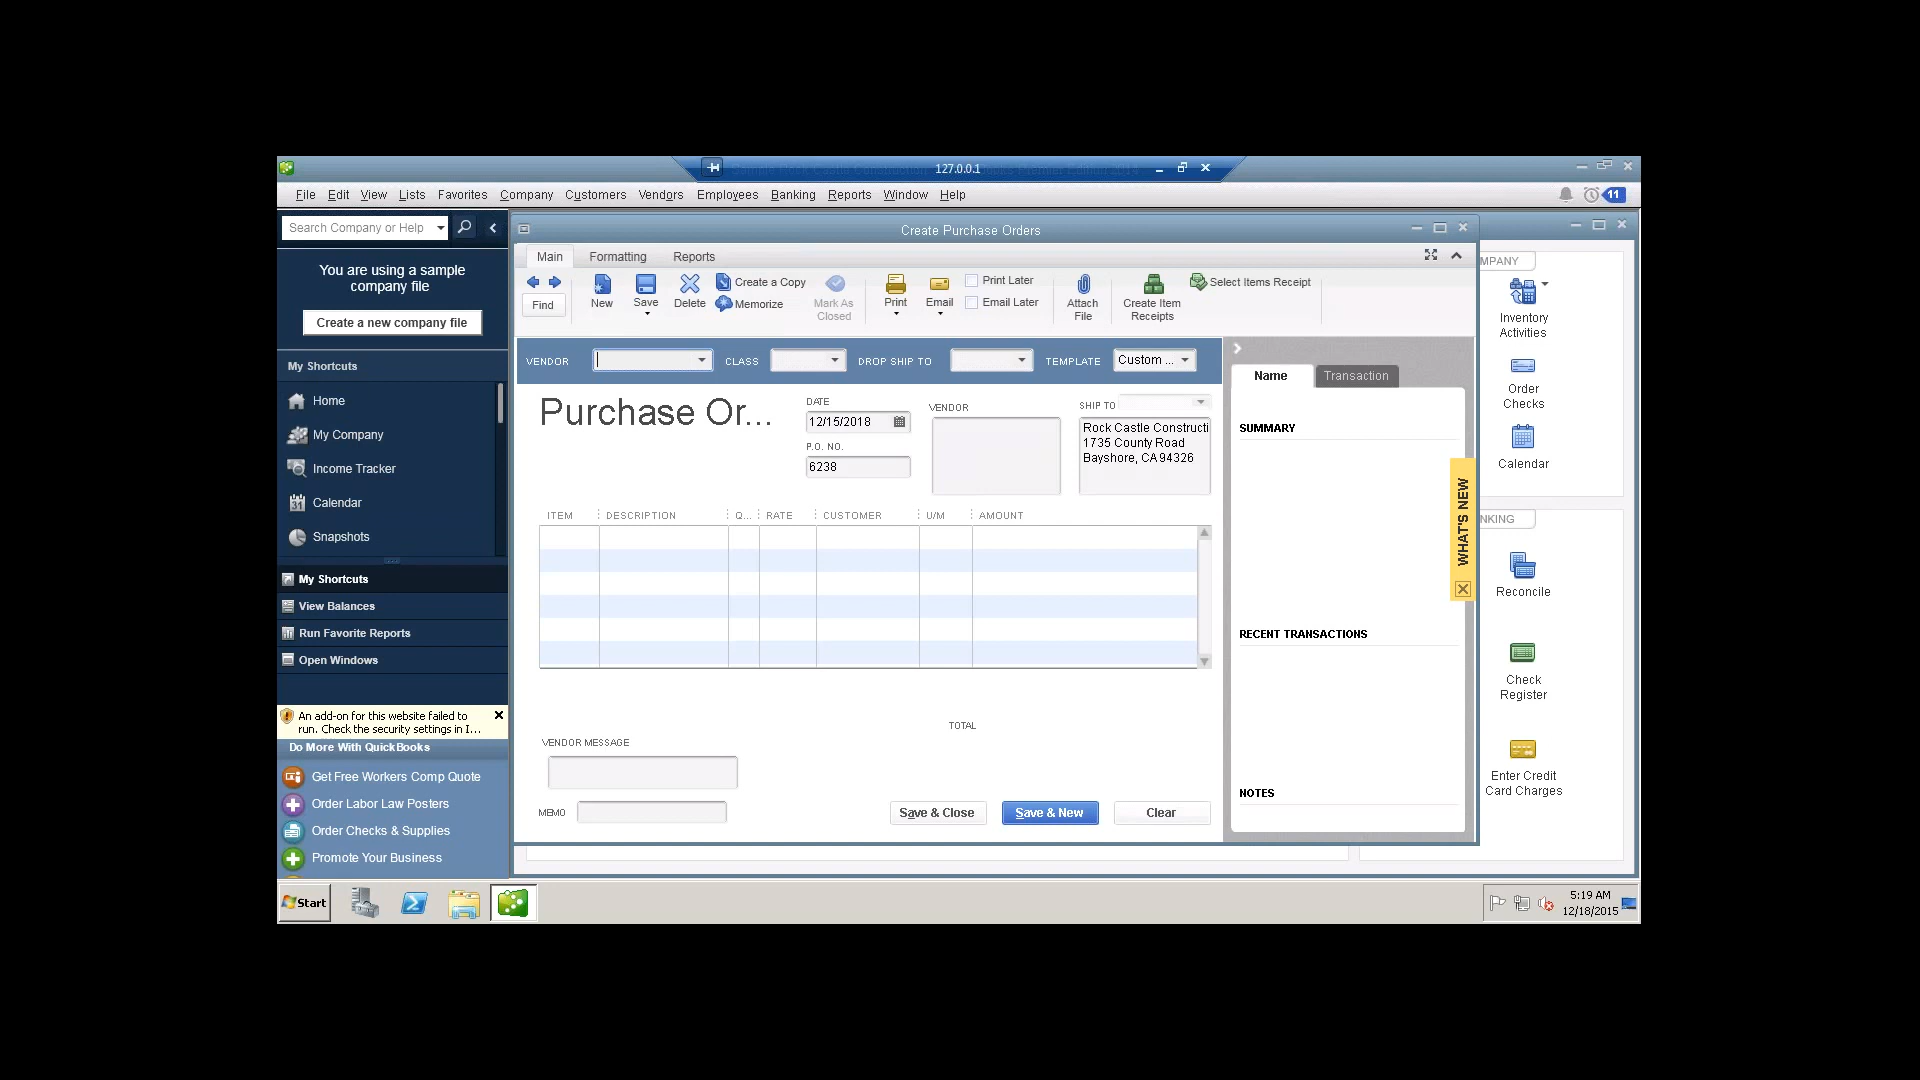 127.0.0.1
File Edit View Lists Favorites Company Customers Vendors Employees Banking Reports Window Help
11
Search Company or Help
You are using a sample
company file
Create a new company file
My Shortcuts
Home
My Company
Income Tracker
31
Calendar
Snapshots
My Shortcuts
View Balances
Run Favorite Reports
Open Windows
An add-on for this website failed to
run. Check the security settings in I...
Do More With QuickBooks
Get Free Workers Comp Quote
Order Labor Law Posters
Order Checks & Supplies
Promote Your Business
Create Purchase Orders
Main Formatting Reports
Find
New
Save
Delete
Create a Copy
Memorize
Mark As
Closed
Print
Email
Print Later
Email Later
Attach
File
Create Item
Receipts
Select Items Receipt
VENDOR CLASS DROP SHIP TO TEMPLATE Custom ...
Purchase Or...
DATE
12/15/2018
P.O. NO.
6238
VENDOR
SHIP TO
Rock Castle Constructi
1735 County Road
Bayshore, CA 94326
ITEM DESCRIPTION Q... RATE CUSTOMER U/M AMOUNT
TOTAL
VENDOR MESSAGE
MEMO
Save & Close Save & New Clear
Name Transaction
SUMMARY
RECENT TRANSACTIONS
NOTES
WHAT'S NEW
MPANY
Inventory
Activities
Order
Checks
Calendar
NKING
Reconcile
Check
Register
Enter Credit
Card Charges
Start
5:19 AM
12/18/2015